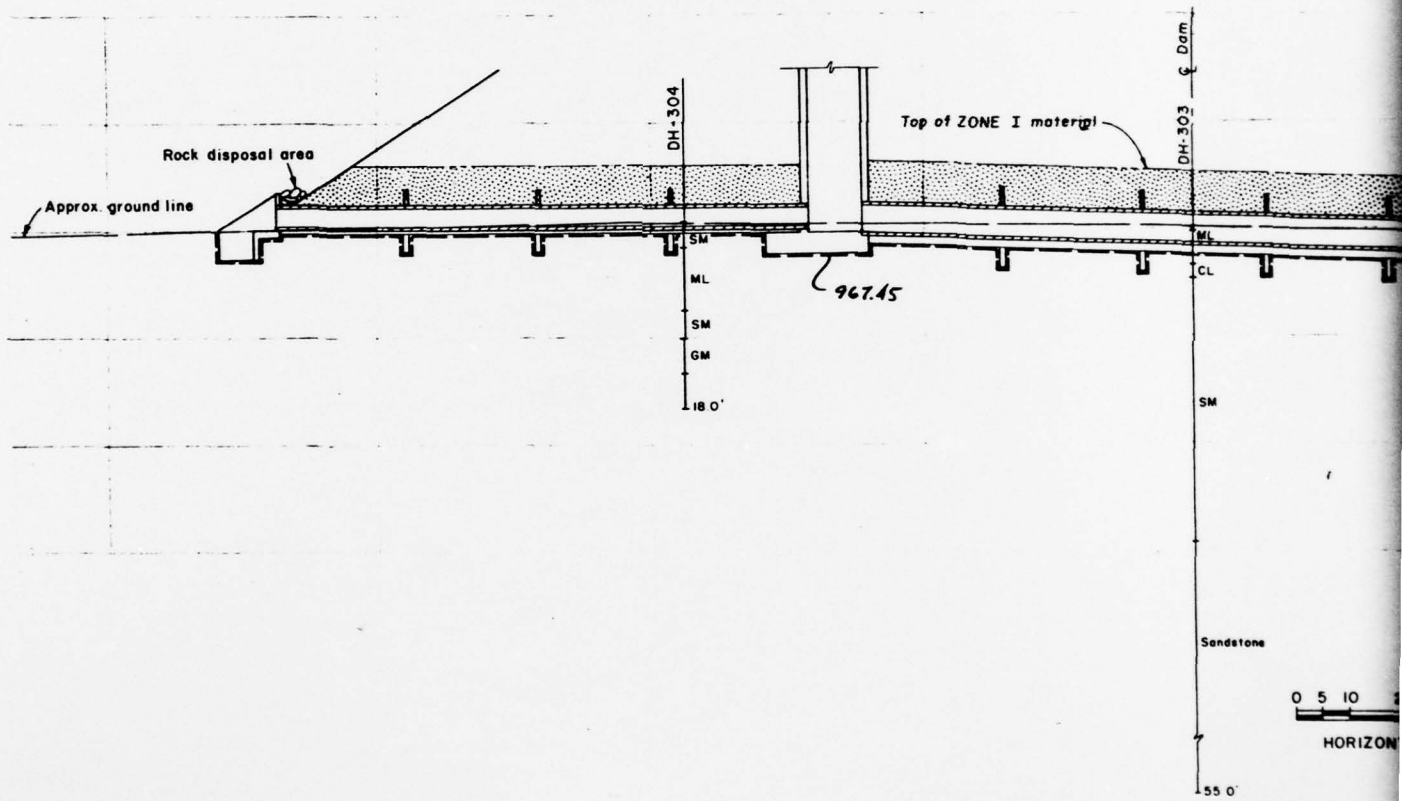 ℄ Dam
DH-304
DH-303
Top of ZONE I material
Rock disposal area
Approx. ground line
SM
ML
SM
GM
18.0'
967.45
ML
CL
SM
Sandstone
55.0'
0 5 10
HORIZON